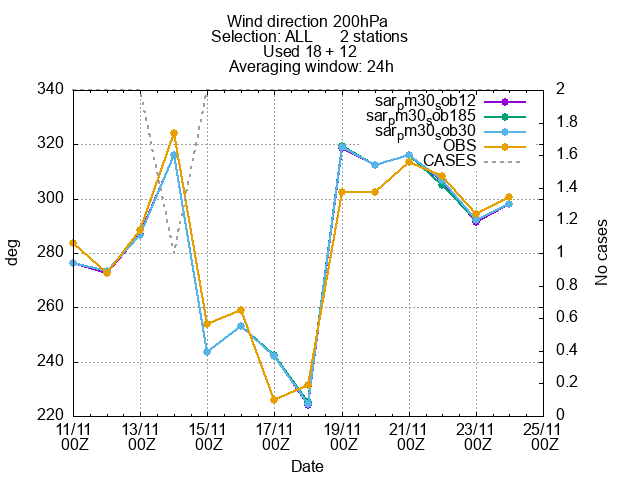 Wind direction 200hPa
Selection: ALL 2 stations
Used 18 + 12
Averaging window: 24h
sar_pm30_sob12
sar_pm30_sob185
sar_pm30_sob30
OBS
CASES
340
320
300
280
260
240
220
deg
2
1.8
1.6
1.4
1.2
1
0.8
0.6
0.4
0.2
0
No cases
11/11 13/11 15/11 17/11 19/11 21/11 23/11 25/11
00Z 00Z 00Z 00Z 00Z 00Z 00Z 00Z
Date